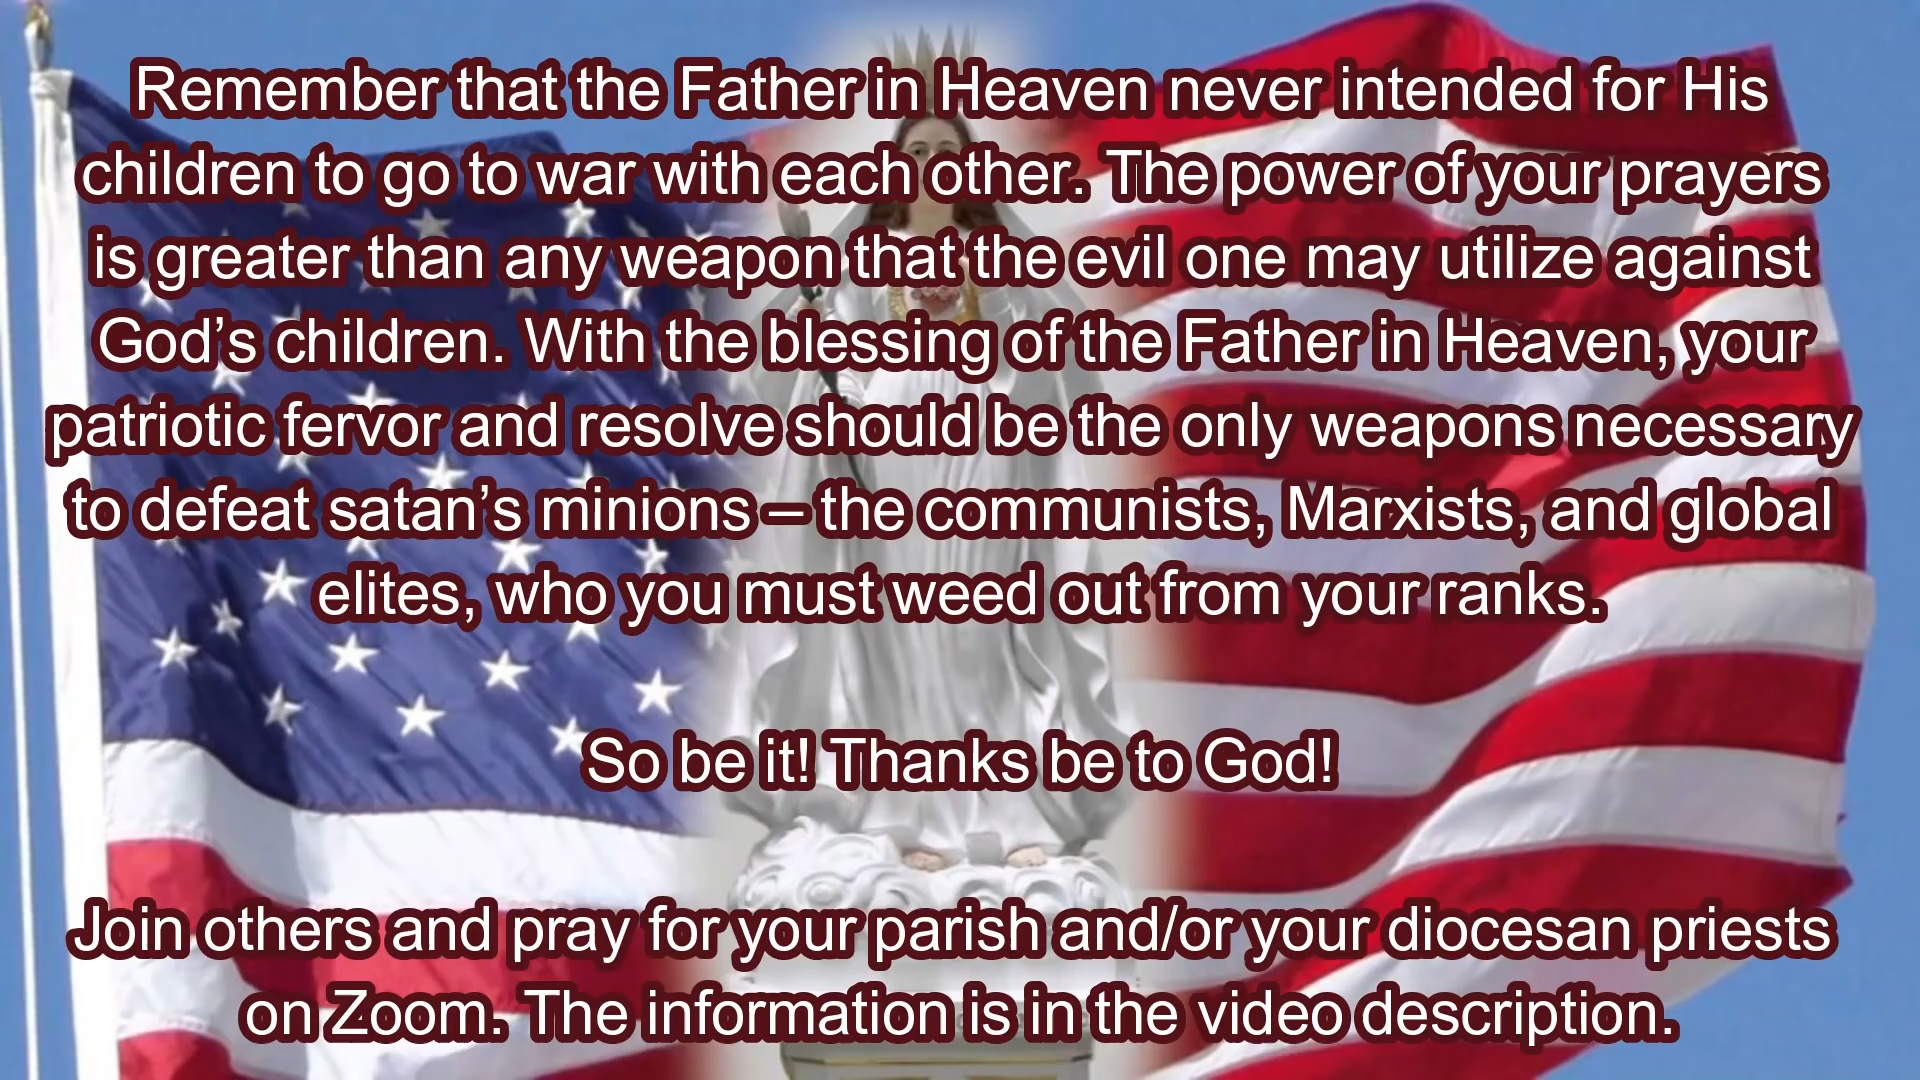 Remember that the Father in Heaven never intended for His
children to go to war with each other. The power of your prayers
is greater than any weapon that the evil one may utilize against
God’s children. With the blessing of the Father in Heaven, your
patriotic fervor and resolve should be the only weapons necessary
to defeat satan’s minions – the communists, Marxists, and global
elites, who you must weed out from your ranks.
So be it! Thanks be to God!
Join others and pray for your parish and/or your diocesan priests
on Zoom. The information is in the video description.